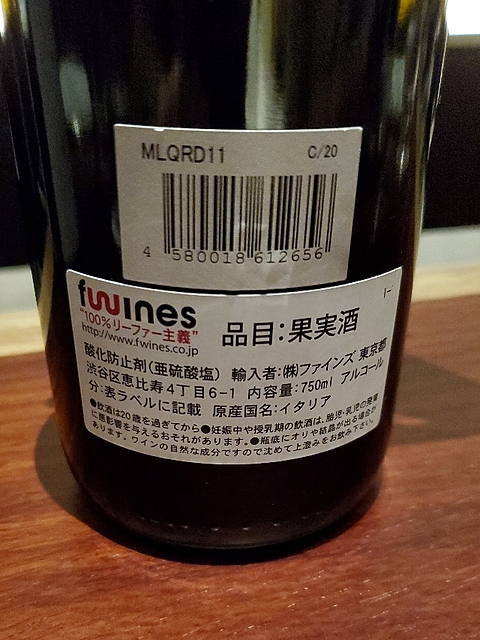 MLQRD11 C/20
4 580018 612656
fwines
"100%リーファー主義"
http://www.fwines.co.jp
品目:果実酒
酸化防止剤(亜硫酸塩) 輸入者:㈱ファインズ 東京都
渋谷区恵比寿4丁目6-1 内容量:750ml アルコール
分:表ラベルに記載 原産国名:イタリア
●飲酒は20歳を過ぎてから●妊娠中や授乳期の飲酒は、胎児・乳児の発育
に悪影響を与えるおそれがあります。●瓶底にオリや結晶が出る場合が
あります。ワインの自然な成分ですので沈めて上澄みをお飲み下さい。